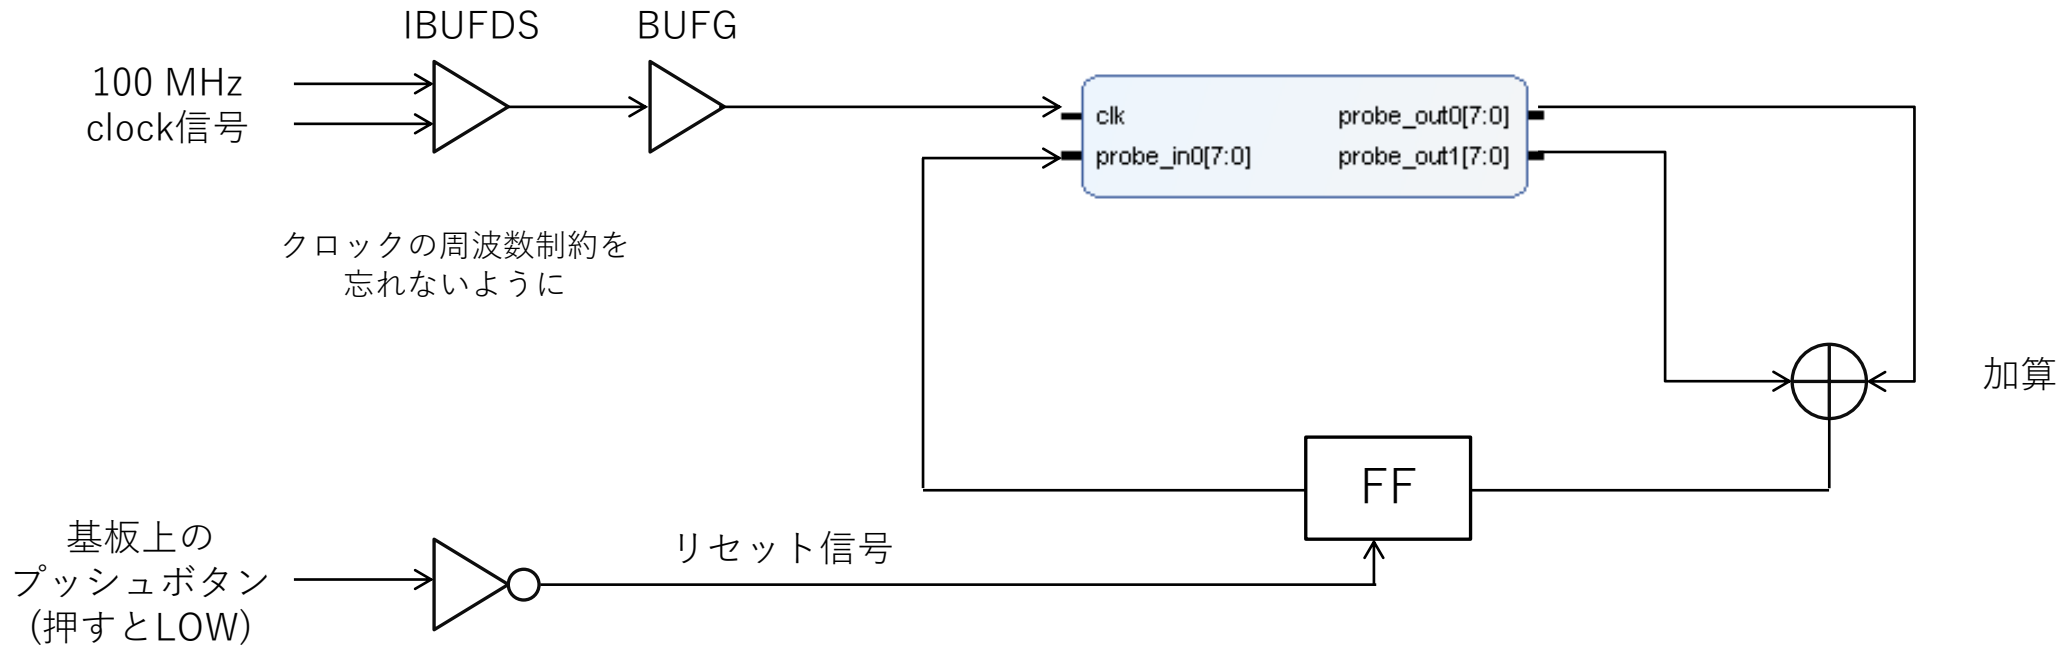 IBUFDS
BUFG
100 MHz
clock信号
clk
probe_out0[7:0]
probe_in0[7:0]
probe_out1[7:0]
クロックの周波数制約を
忘れないように
加算
FF
基板上の
プッシュボタン
(押すとLOW)
リセット信号